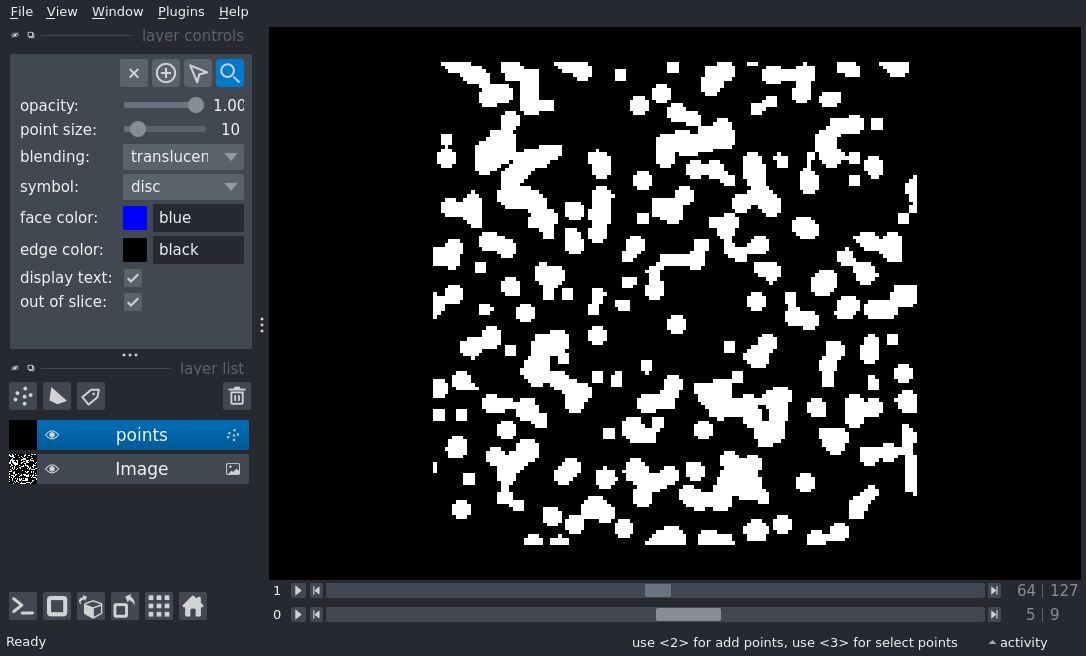 File View Window Plugins Help
layer controls
opacity: 1.00
point size: 10
blending: translucen
symbol: disc
face color: blue
edge color: black
display text:
out of slice:
layer list
points
Image
1 64 | 127
0 5 | 9
Ready use <2> for add points, use <3> for select points activity